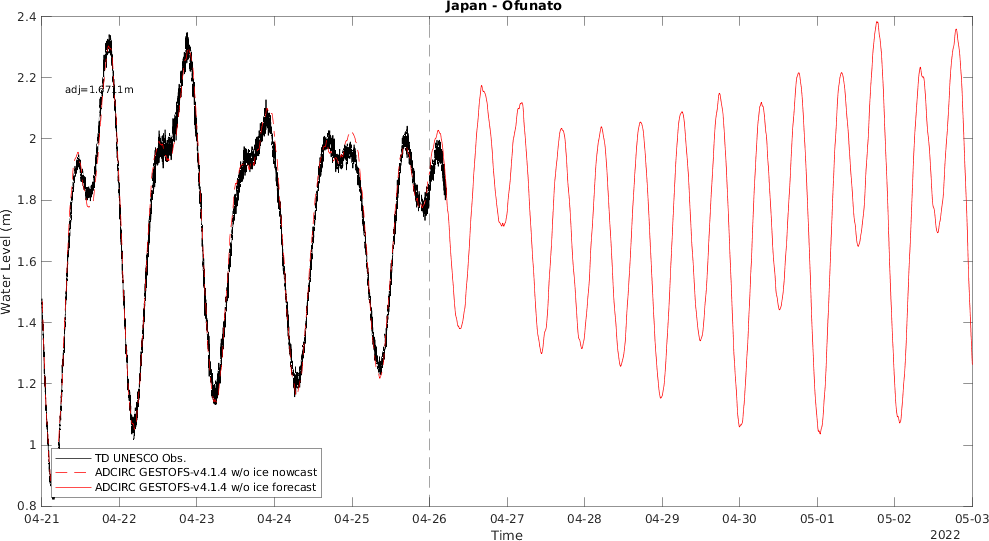 Japan - Ofunato
2.4
2.2
2
1.8
1.6
1.4
1.2
1
0.8
Water Level (m)
adj=1.6711m
TD UNESCO Obs.
ADCIRC GESTOFS-v4.1.4 w/o ice nowcast
ADCIRC GESTOFS-v4.1.4 w/o ice forecast
04-21 04-22 04-23 04-24 04-25 04-26 04-27 04-28 04-29 04-30 05-01 05-02 05-03
Time
2022